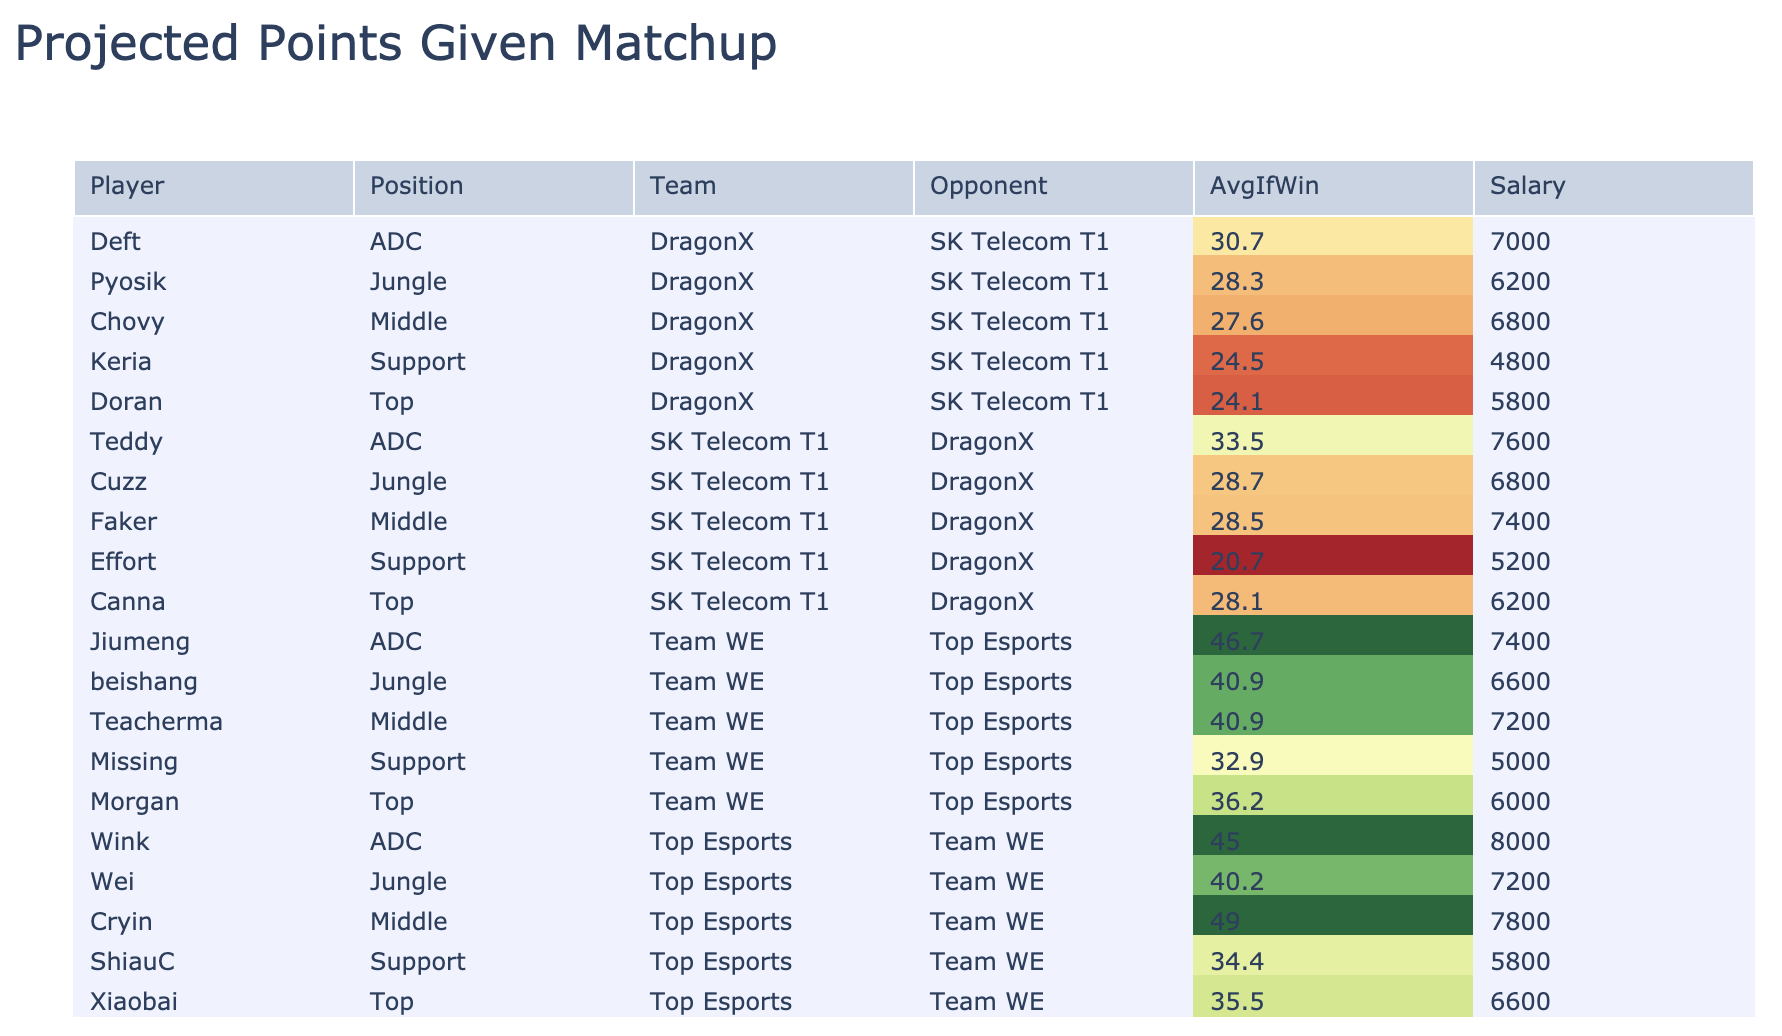 Projected Points Given Matchup
Player Position Team Opponent AvgIfWin Salary
Deft ADC DragonX SK Telecom T1 30.7 7000
Pyosik Jungle DragonX SK Telecom T1 28.3 6200
Chovy Middle DragonX SK Telecom T1 27.6 6800
Keria Support DragonX SK Telecom T1 24.5 4800
Doran Top DragonX SK Telecom T1 24.1 5800
Teddy ADC SK Telecom T1 DragonX 33.5 7600
Cuzz Jungle SK Telecom T1 DragonX 28.7 6800
Faker Middle SK Telecom T1 DragonX 28.5 7400
Effort Support SK Telecom T1 DragonX 20.7 5200
Canna Top SK Telecom T1 DragonX 28.1 6200
Jiumeng ADC Team WE Top Esports 46.7 7400
beishang Jungle Team WE Top Esports 40.9 6600
Teacherma Middle Team WE Top Esports 40.9 7200
Missing Support Team WE Top Esports 32.9 5000
Morgan Top Team WE Top Esports 36.2 6000
Wink ADC Top Esports Team WE 45 8000
Wei Jungle Top Esports Team WE 40.2 7200
Cryin Middle Top Esports Team WE 49 7800
ShiauC Support Top Esports Team WE 34.4 5800
Xiaobai Top Top Esports Team WE 35.5 6600